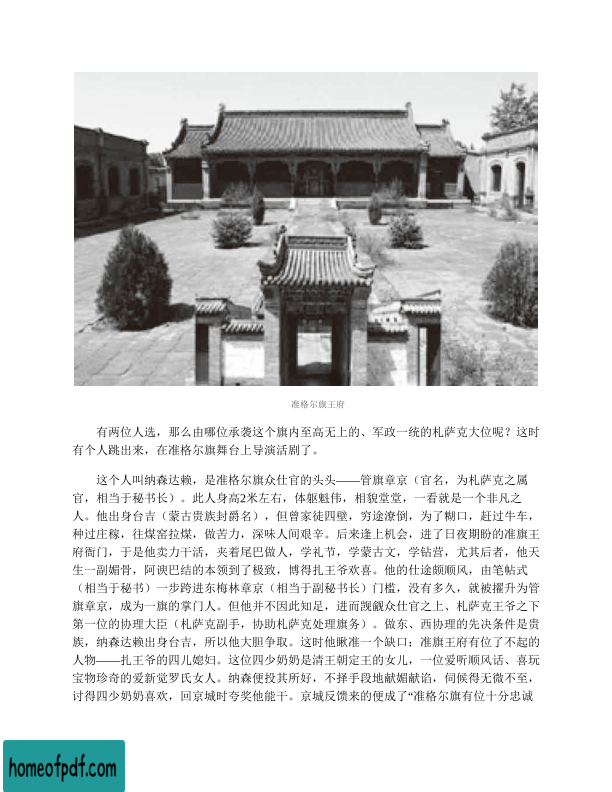 准格尔旗王府
有两位人选，那么由哪位承袭这个旗内至高无上的、军政一统的札萨克大位呢？这时
有个人跳出来，在准格尔旗舞台上导演活剧了。
这个人叫纳森达赖，是准格尔旗众仕官的头头——管旗章京（官名，为札萨克之属
官，相当于秘书长）。此人身高2米左右，体躯魁伟，相貌堂堂，一看就是一个非凡之
人。他出身台吉（蒙古贵族封爵名），但曾家徒四壁，穷途潦倒，为了糊口，赶过牛车，
种过庄稼，往煤窑拉煤，做苦力，深味人间艰辛。后来逢上机会，进了日夜期盼的准旗王
府衙门，于是他卖力干活，夹着尾巴做人，学礼节，学蒙古文，学钻营，尤其后者，他天
生一副媚骨，阿谀巴结的本领到了极致，博得扎王爷欢喜。他的仕途颇顺风，由笔帖式
（相当于秘书）一步跨进东梅林章京（相当于副秘书长）门槛，没有多久，就被擢升为管
旗章京，成为一旗的掌门人。但他并不因此知足，进而觊觎众仕官之上、札萨克王爷之下
第一位的协理大臣（札萨克副手，协助札萨克处理旗务）。做东、西协理的先决条件是贵
族，纳森达赖出身台吉，所以他大胆争取。这时他瞅准一个缺口：准旗王府有位了不起的
人物——扎王爷的四儿媳妇。这位四少奶奶是清王朝定王的女儿，一位爱听顺风话、喜玩
宝物珍奇的爱新觉罗氏女人。纳森便投其所好，不择手段地献媚献谄，伺候得无微不至，
讨得四少奶奶喜欢，回京城时夸奖他能干。京城反馈来的便成了“准格尔旗有位十分忠诚
homeofpdf.com